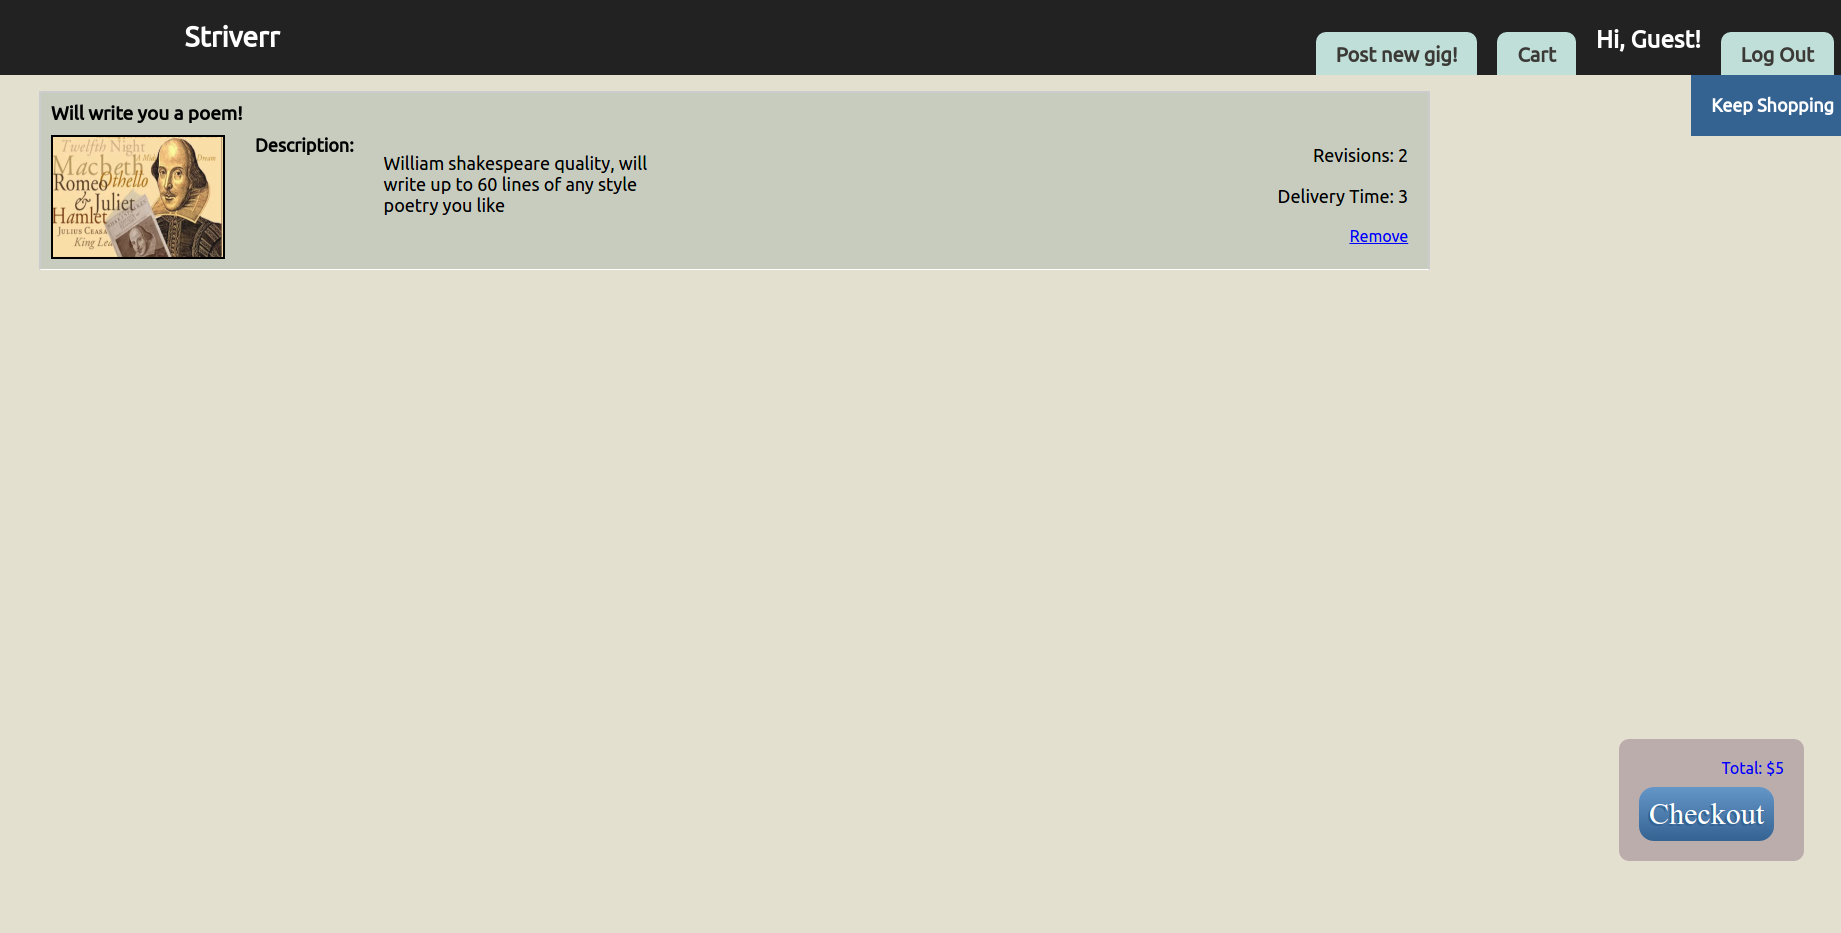 Striverr
Post new gig!
Cart
Hi, Guest!
Log Out
Keep Shopping
Will write you a poem!
Twelfth Night
Macbeth
Dream
Romeo
Othello
& Juliet
Hamlet
Julius
King
Description:
William shakespeare quality, will
write up to 60 lines of any style
poetry you like
Revisions: 2
Delivery Time: 3
Remove
Total: $5
Checkout